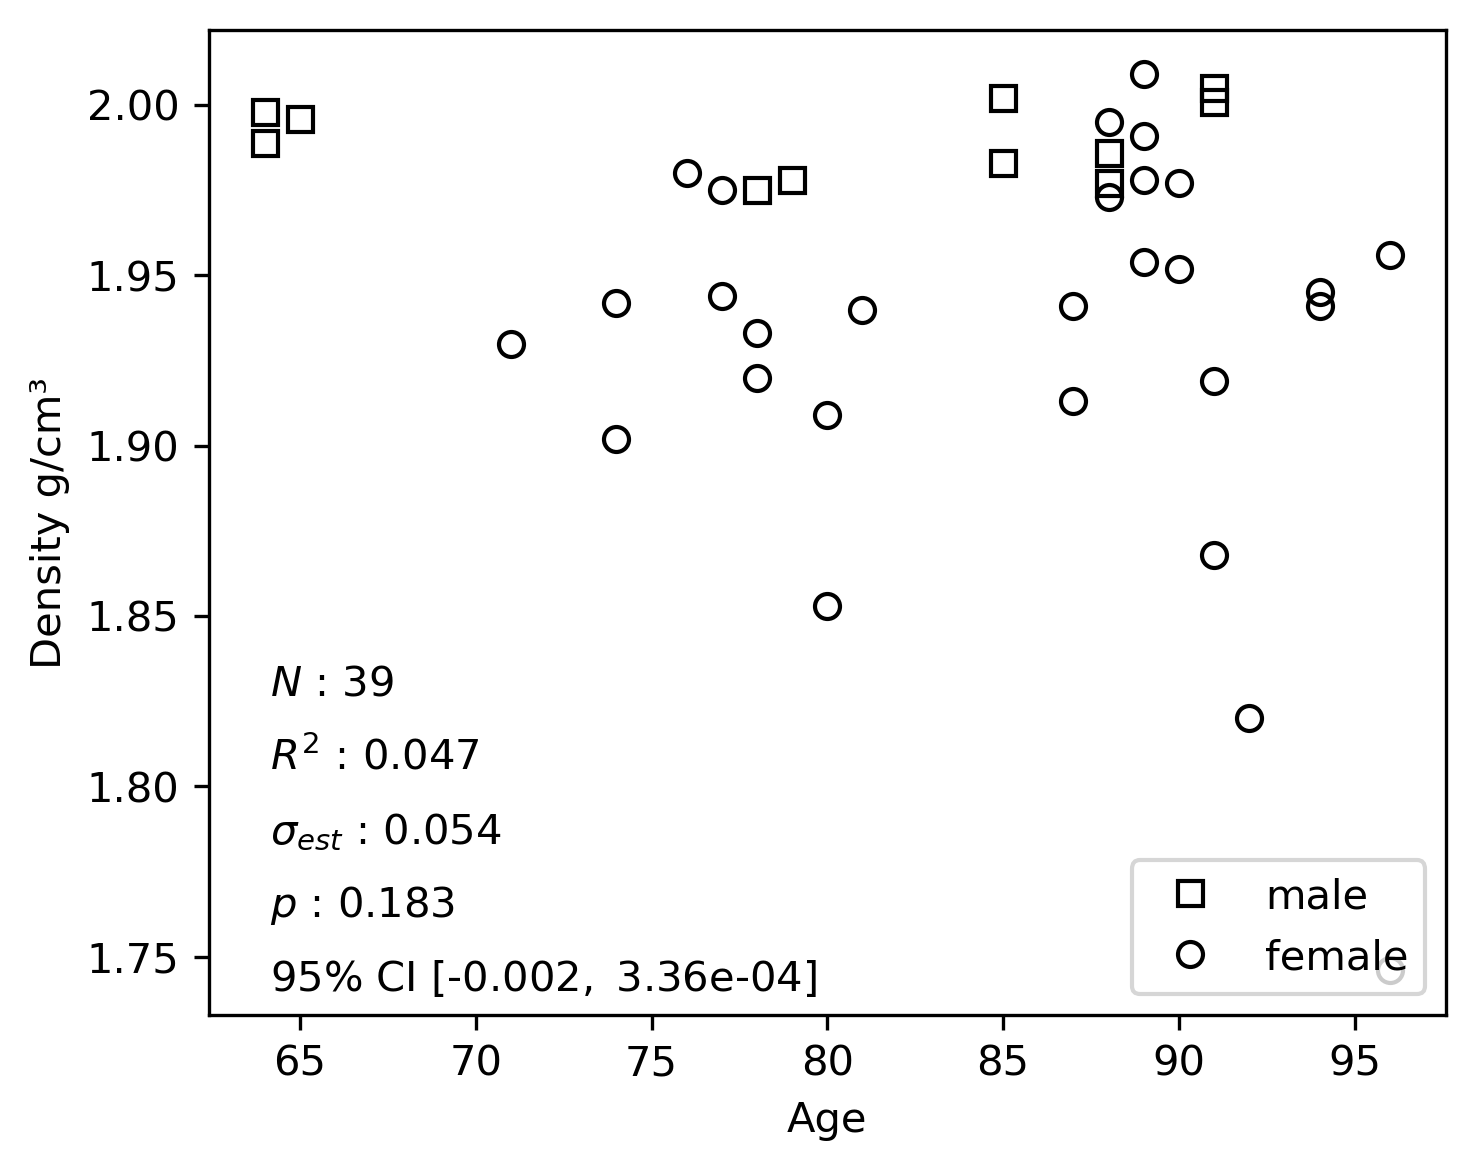 2.00
1.95
1.90
1.85
1.80
1.75
Density g/cm³
N : 39
R² : 0.047
σest : 0.054
p : 0.183
95% CI [-0.002, 3.36e-04]
male
female
65 70 75 80 85 90 95
Age